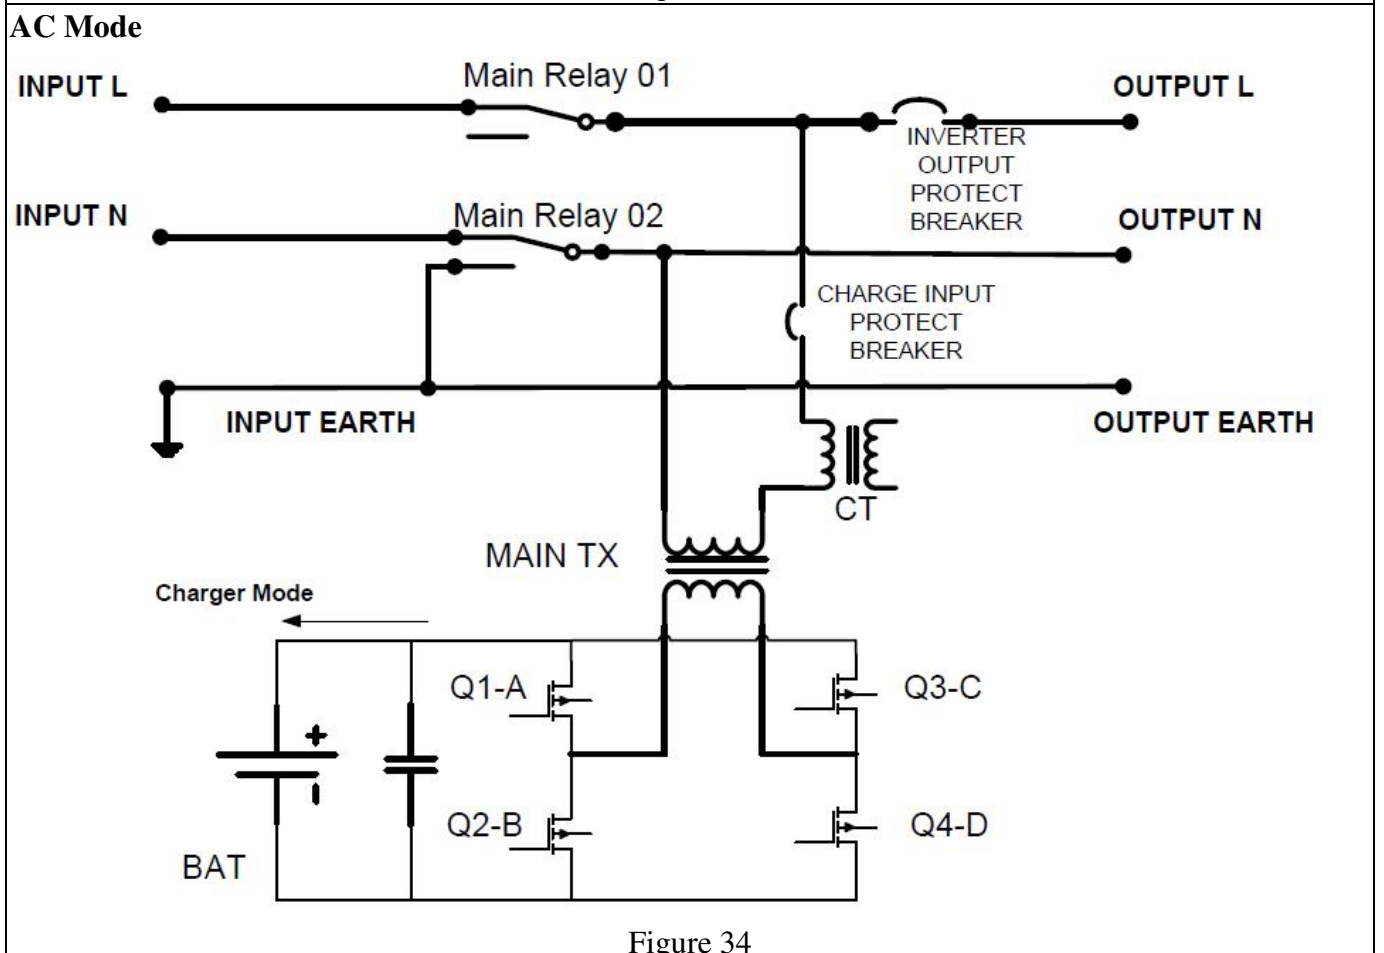 AC Mode
INPUT L
Main Relay 01
OUTPUT L
INVERTER
OUTPUT
PROTECT
BREAKER
INPUT N
Main Relay 02
OUTPUT N
CHARGE INPUT
PROTECT
BREAKER
INPUT EARTH
OUTPUT EARTH
CT
MAIN TX
Charger Mode
Q1-A
Q3-C
+
-
Q2-B
Q4-D
BAT
Figure 34